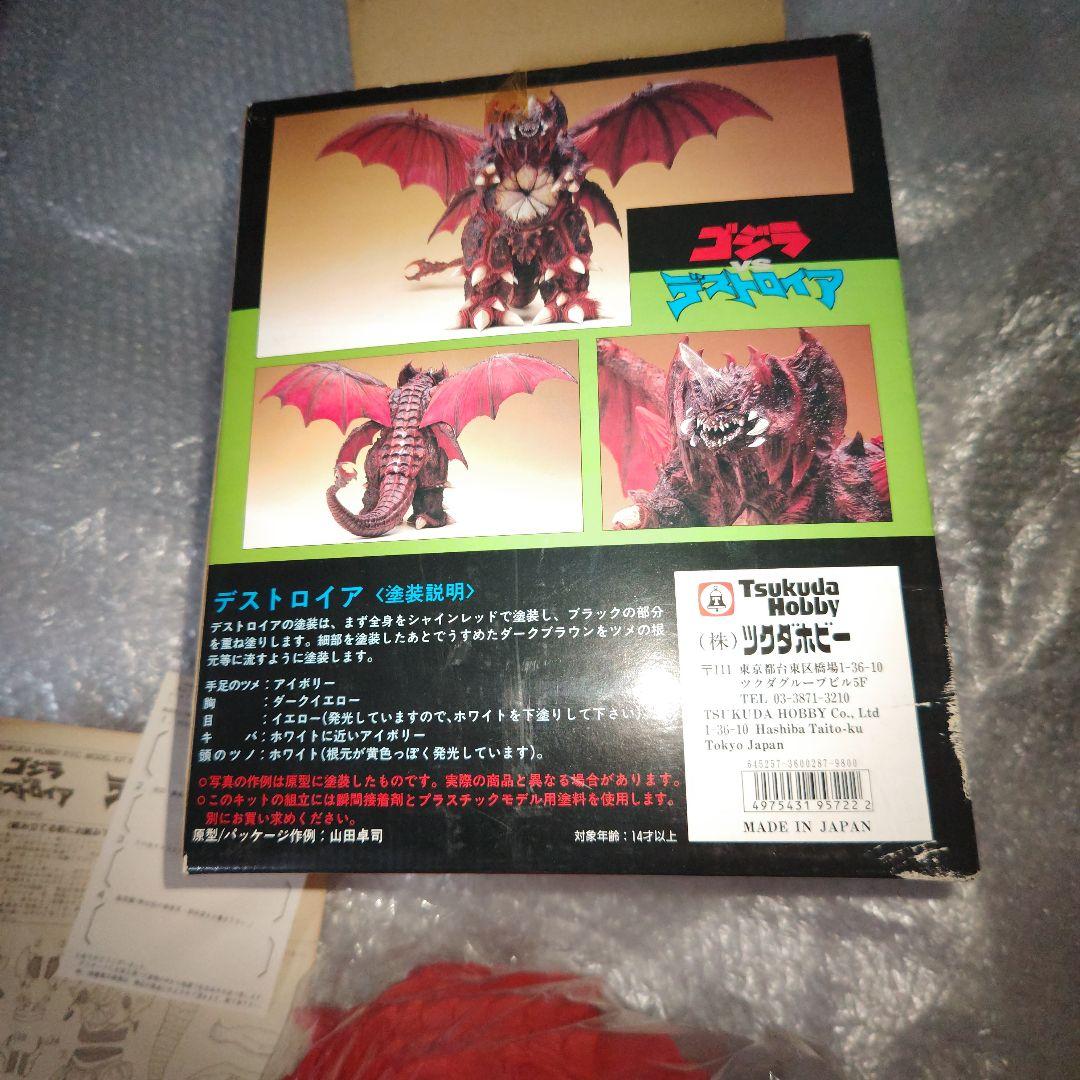 ゴジラ
VS
デストロイア
デストロイア〈塗装説明〉
デストロイアの塗装は、まず全身をシャインレッドで塗装し、ブラックの部分
を重ね塗りします。細部を塗装したあとでうすめたダークブラウンをツメの根
元等に流すように塗装します。
手足のツメ：アイボリー
胸　　　　：ダークイエロー
目　　　　：イエロー(発光していますので、ホワイトを下塗りして下さい)。
キ　　　バ：ホワイトに近いアイボリー
頭のツノ：ホワイト(根元が黄色っぽく発光しています)。
○写真の作例は原型に塗装したものです。実際の商品と異なる場合があります。
○このキットの組立には瞬間接着剤とプラスチックモデル用塗料を使用します。
別にお買い求めください。
原型/パッケージ作例：山田卓司
対象年齢：14才以上
Tsukuda
Hobby
(株)ツクダホビー
〒111 東京都台東区橋場1-36-10
ツクダグループビル5F
TEL 03-3871-3210
TSUKUDA HOBBY Co., Ltd
1-36-10 Hashiba Taito-ku
Tokyo Japan
645257-3600287-9800
4975431957222
MADE IN JAPAN
ゴジラ
デストロイア